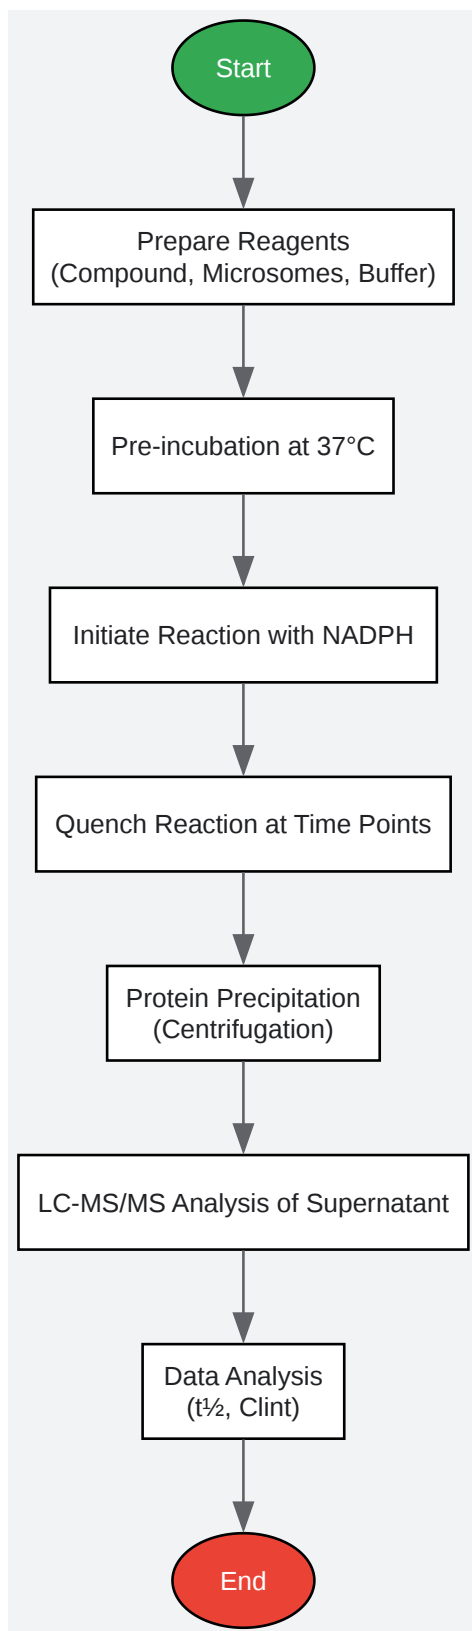 Start
Prepare Reagents
(Compound, Microsomes, Buffer)
Pre-incubation at 37°C
Initiate Reaction with NADPH
Quench Reaction at Time Points
Protein Precipitation
(Centrifugation)
LC-MS/MS Analysis of Supernatant
Data Analysis
(t½, Clint)
End